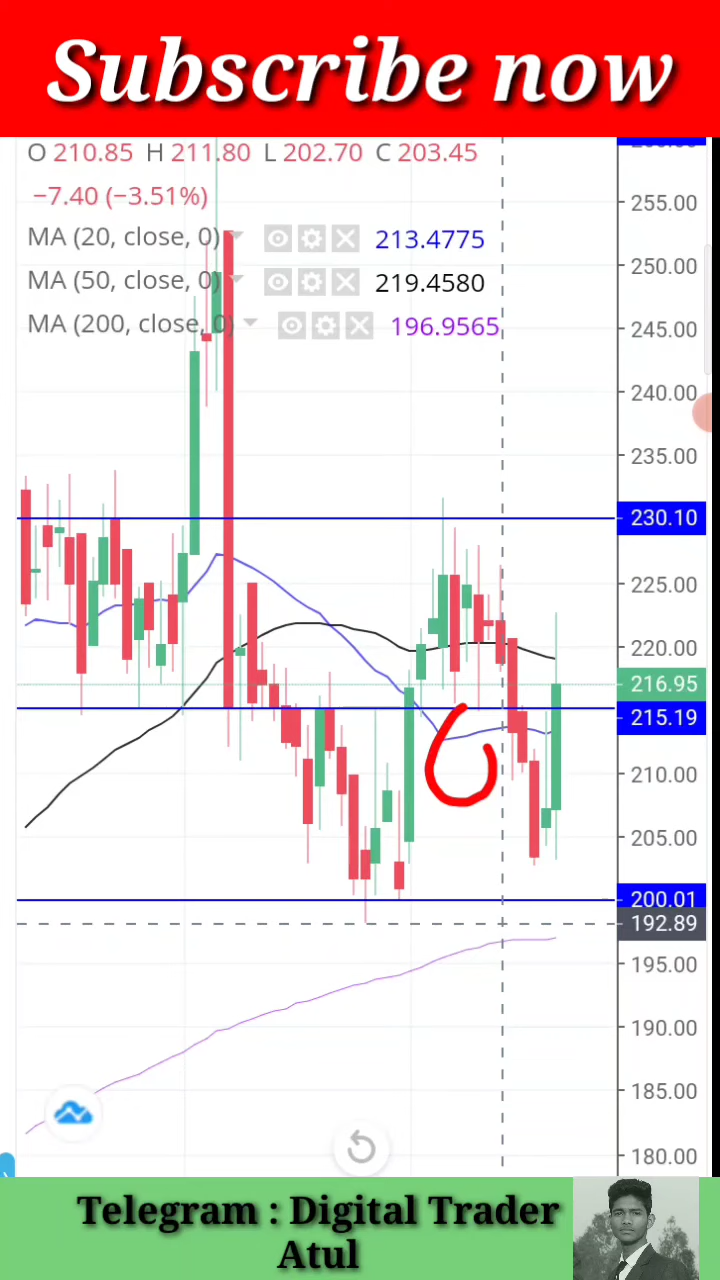 Subscribe now
O 210.85 H 211.80 L 202.70 C 203.45
−7.40 (−3.51%)
MA (20, close, 0) 213.4775
MA (50, close, 0) 219.4580
MA (200, close, 0) 196.9565
255.00
250.00
245.00
240.00
235.00
230.10
225.00
220.00
216.95
215.19
210.00
205.00
200.01
192.89
195.00
190.00
185.00
180.00
Telegram : Digital Trader
Atul